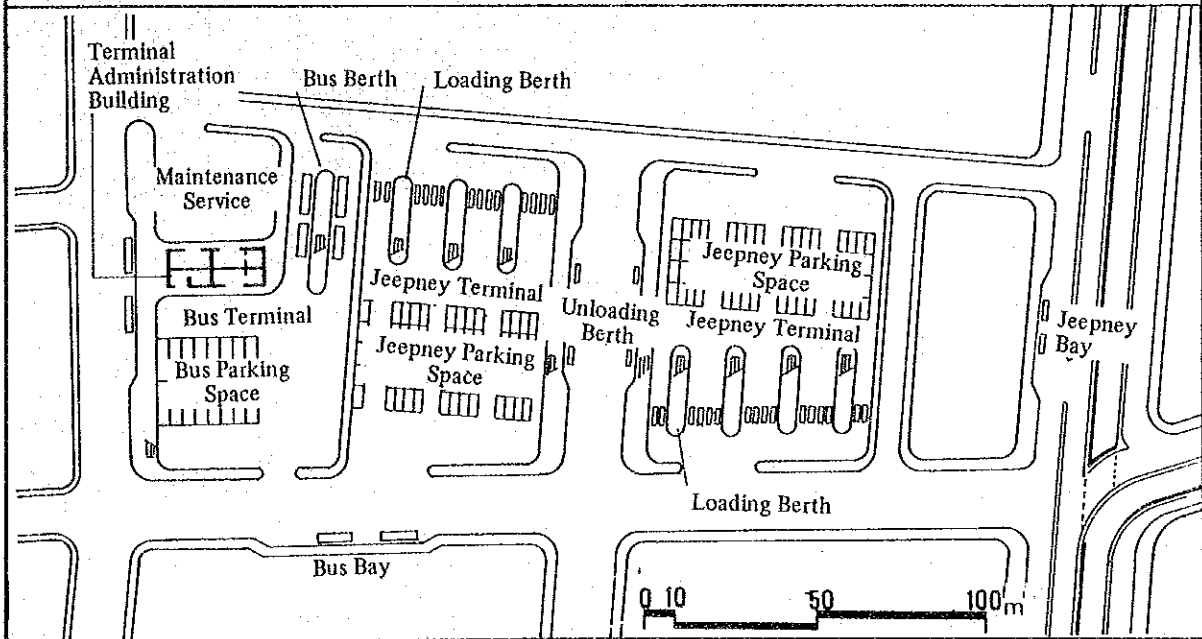 Terminal
Administration
Building
Bus Berth
Loading Berth
Maintenance
Service
Jeepney Parking
Space
Jeepney Terminal
Unloading
Berth
Bus Terminal
Jeepney Terminal
Jeepney
Bay
Jeepney Parking
Space
Bus Parking
Space
Loading Berth
Bus Bay
0 10 50 100 m